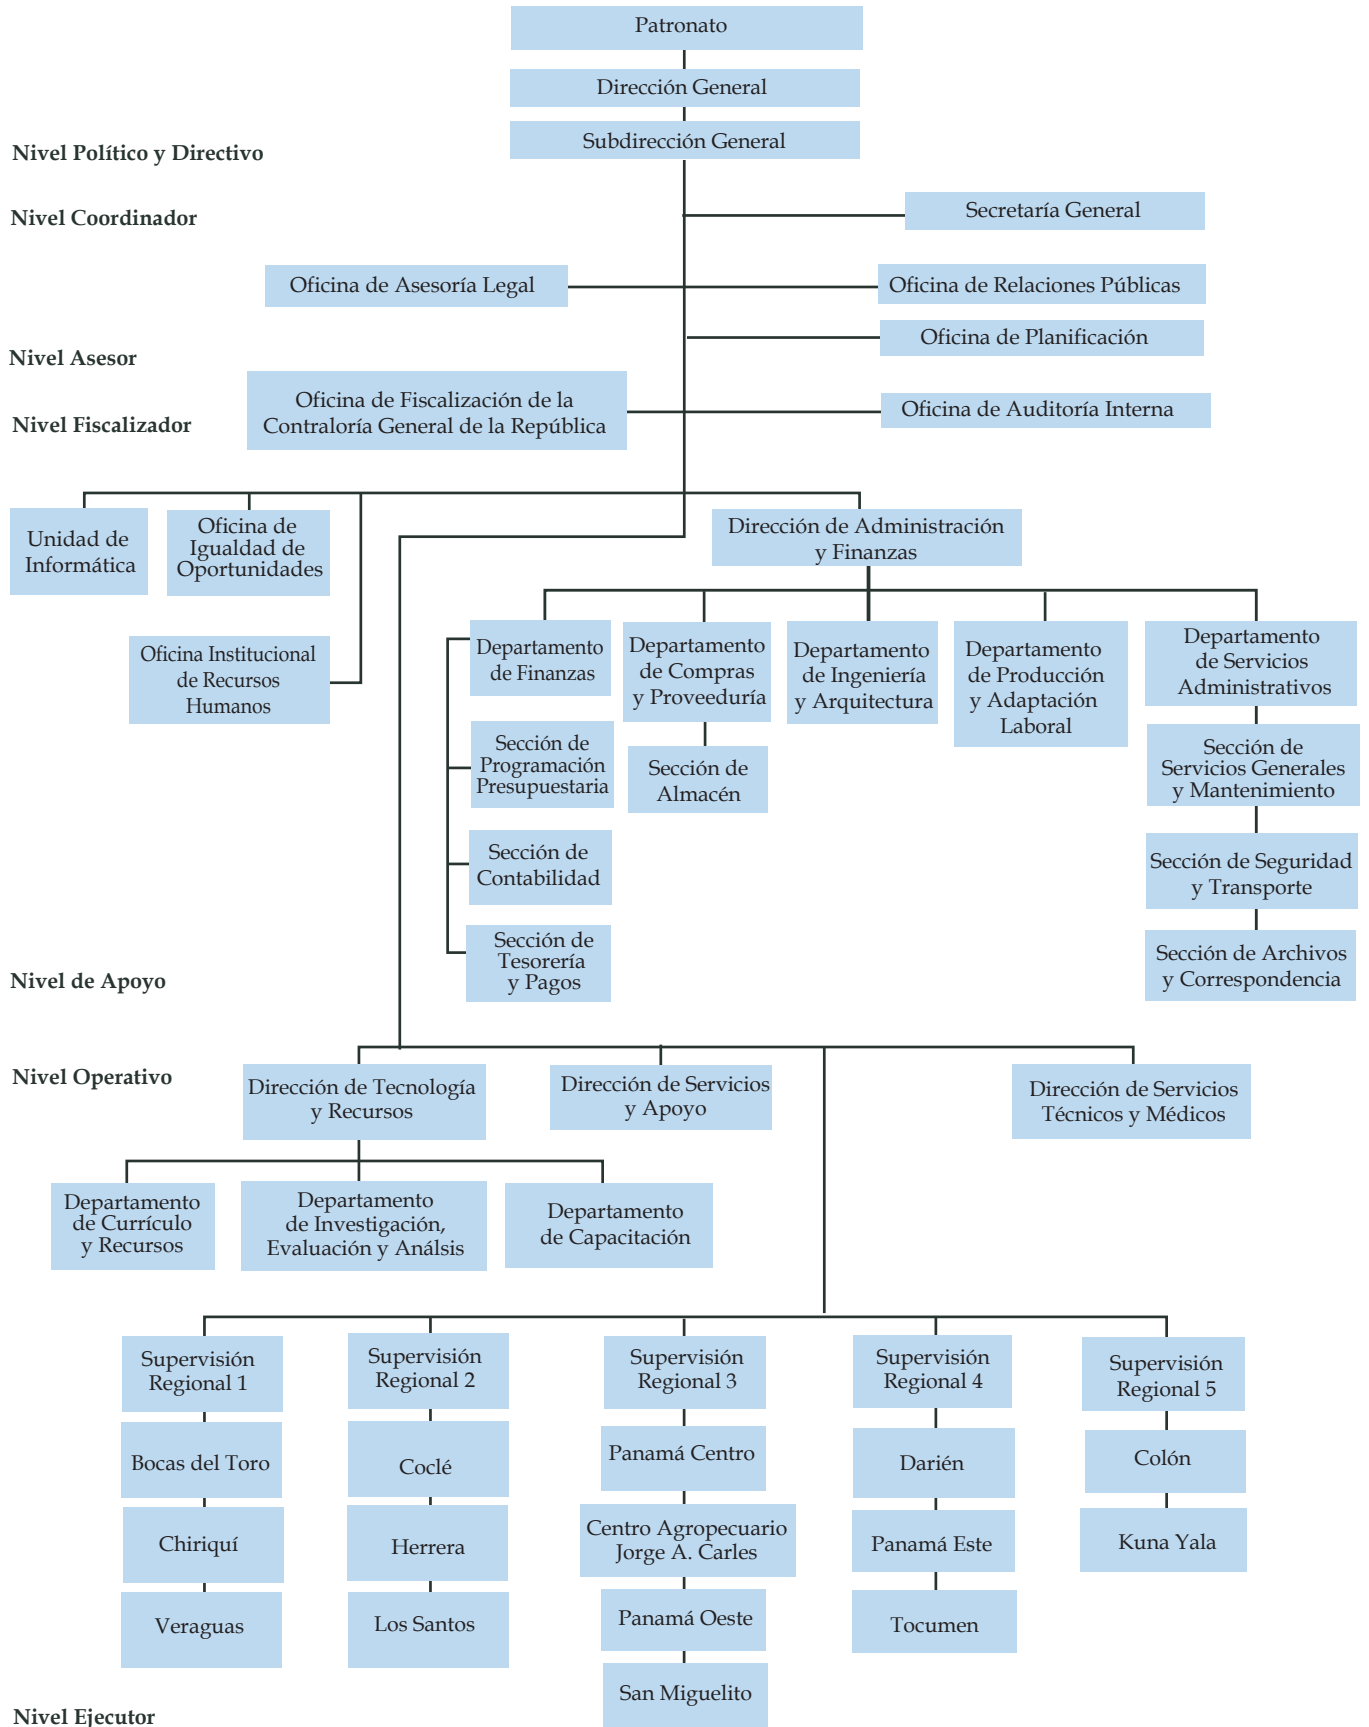 Patronato
Dirección General
Subdirección General
Nivel Político y Directivo
Nivel Coordinador
Secretaría General
Oficina de Asesoría Legal
Oficina de Relaciones Públicas
Oficina de Planificación
Nivel Asesor
Oficina de Fiscalización de la
Contraloría General de la República
Oficina de Auditoría Interna
Nivel Fiscalizador
Unidad de
Informática
Oficina de
Igualdad de
Oportunidades
Dirección de Administración
y Finanzas
Oficina Institucional
de Recursos
Humanos
Departamento
de Finanzas
Departamento
de Compras
y Proveeduría
Departamento
de Ingeniería
y Arquitectura
Departamento
de Producción
y Adaptación
Laboral
Departamento
de Servicios
Administrativos
Sección de
Programación
Presupuestaria
Sección de
Almacén
Sección de
Servicios Generales
y Mantenimiento
Sección de
Contabilidad
Sección de Seguridad
y Transporte
Sección de
Tesorería
y Pagos
Sección de Archivos
y Correspondencia
Nivel de Apoyo
Nivel Operativo
Dirección de Tecnología
y Recursos
Dirección de Servicios
y Apoyo
Dirección de Servicios
Técnicos y Médicos
Departamento
de Currículo
y Recursos
Departamento
de Investigación,
Evaluación y Análsis
Departamento
de Capacitación
Supervisión
Regional 1
Supervisión
Regional 2
Supervisión
Regional 3
Supervisión
Regional 4
Supervisión
Regional 5
Bocas del Toro
Coclé
Panamá Centro
Darién
Colón
Chiriquí
Herrera
Centro Agropecuario
Jorge A. Carles
Panamá Este
Kuna Yala
Veraguas
Los Santos
Panamá Oeste
Tocumen
San Miguelito
Nivel Ejecutor